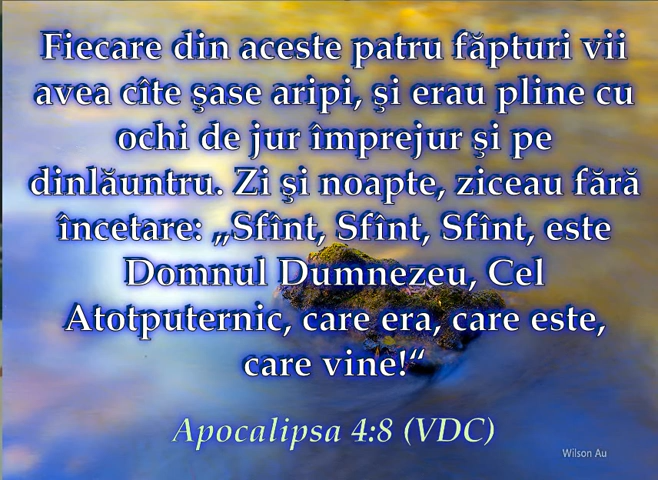 Fiecare din aceste patru făpturi vii
avea cîte şase aripi, şi erau pline cu
ochi de jur împrejur şi pe
dinlăuntru. Zi şi noapte, ziceau fără
încetare: „Sfînt, Sfînt, Sfînt, este
Domnul Dumnezeu, Cel
Atotputernic, care era, care este,
care vine!“
Apocalipsa 4:8 (VDC)
Wilson Au